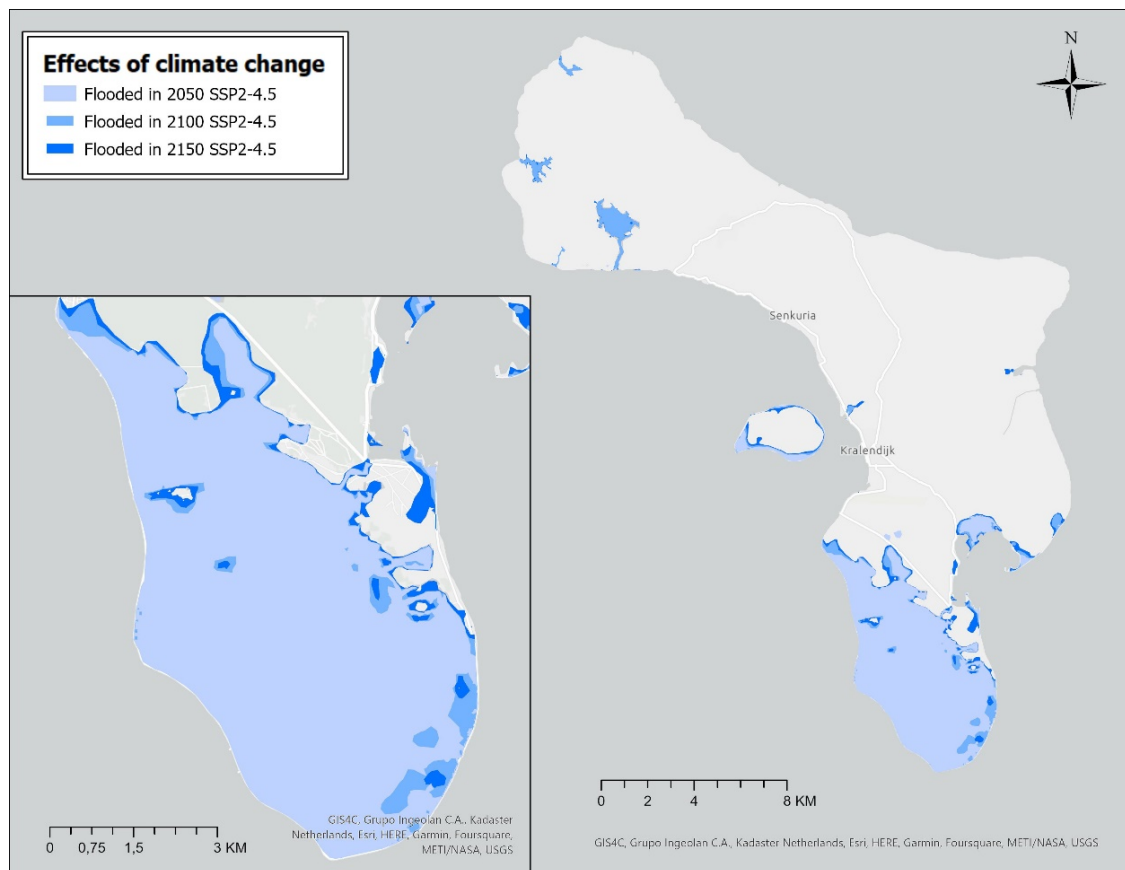 Effects of climate change
Flooded in 2050 SSP2-4.5
Flooded in 2100 SSP2-4.5
Flooded in 2150 SSP2-4.5
N
Senkuria
Kralendijk
0 2 4 8 KM
GIS4C, Grupo Ingeolan C.A., Kadaster Netherlands, Esri, HERE, Garmin, Foursquare, METI/NASA, USGS
0 0,75 1,5 3 KM
GIS4C, Grupo Ingeolan C.A., Kadaster
Netherlands, Esri, HERE, Garmin, Foursquare,
METI/NASA, USGS